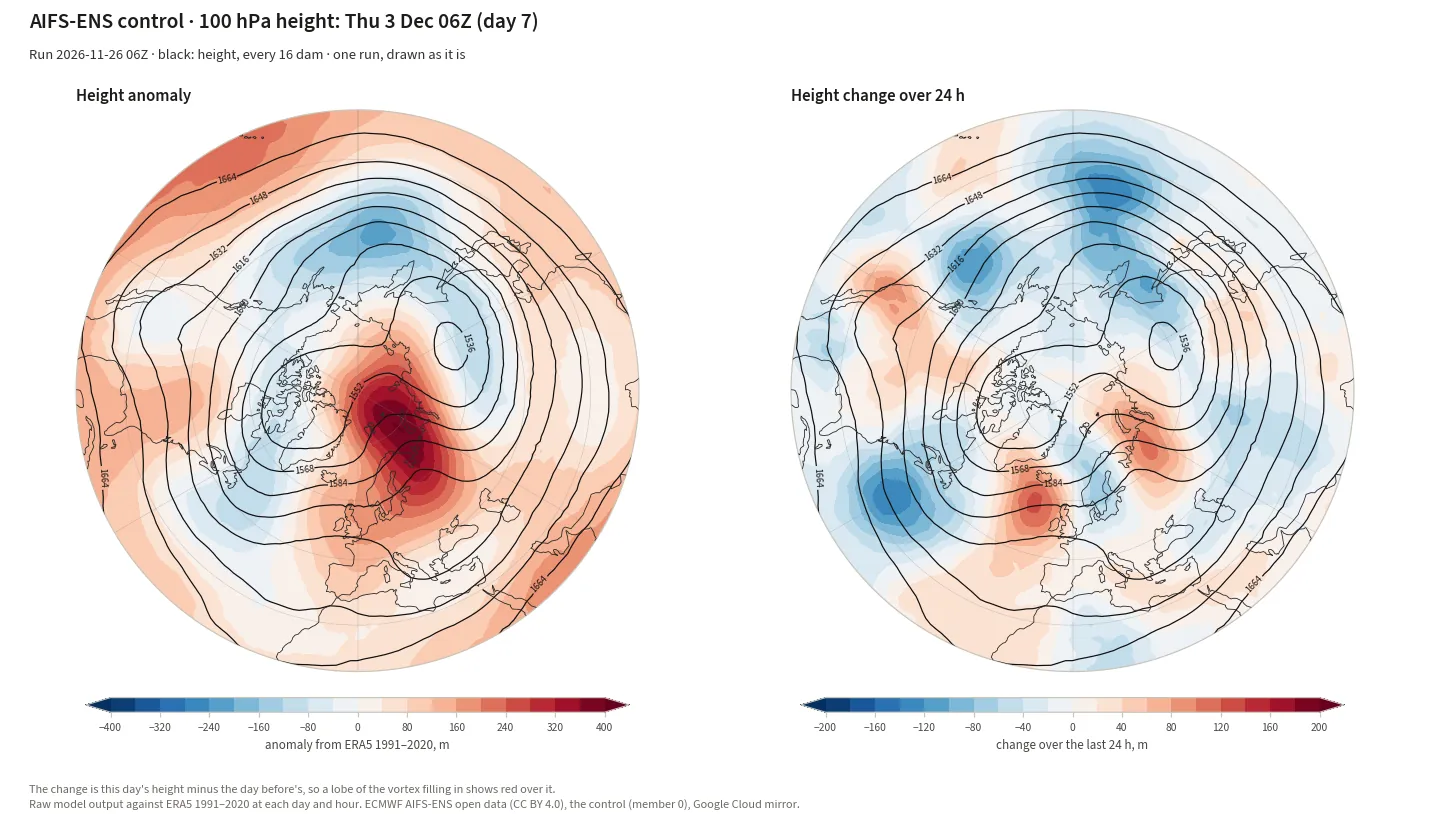 AIFS-ENS control · 100 hPa height: Thu 3 Dec 06Z (day 7)
Run 2026-11-26 06Z · black: height, every 16 dam · one run, drawn as it is
Height anomaly
Height change over 24 h
1664
1648
1632
1616
1600
1536
1552
1568
1584
1664
1664
1664
1648
1632
1616
1600
1536
1552
1568
1584
1664
1664
−400 −320 −240 −160 −80 0 80 160 240 320 400
anomaly from ERA5 1991–2020, m
−200 −160 −120 −80 −40 0 40 80 120 160 200
change over the last 24 h, m
The change is this day's height minus the day before's, so a lobe of the vortex filling in shows red over it.
Raw model output against ERA5 1991–2020 at each day and hour. ECMWF AIFS-ENS open data (CC BY 4.0), the control (member 0), Google Cloud mirror.